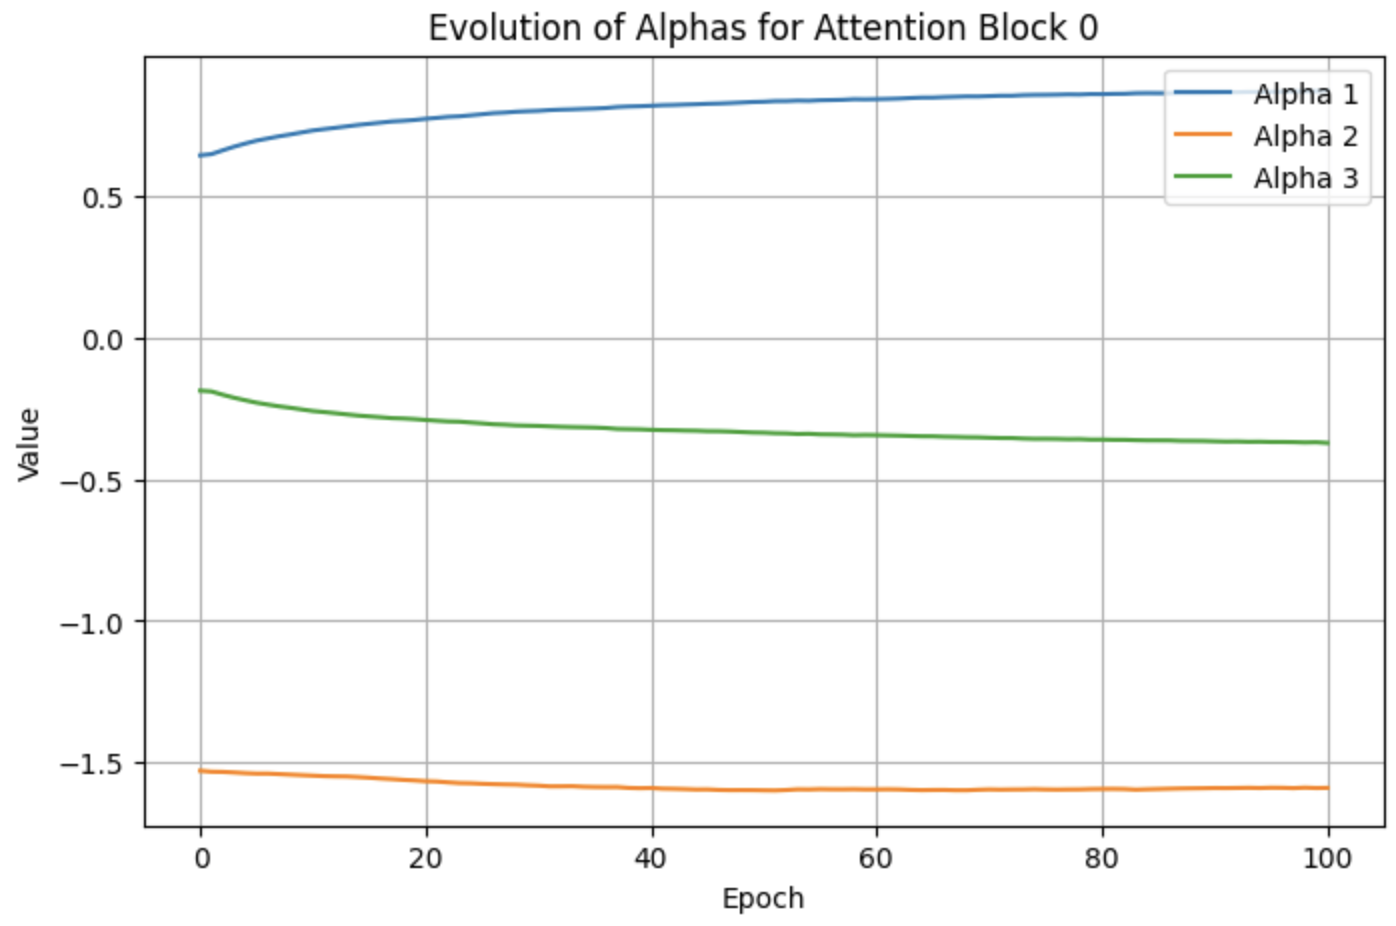 Evolution of Alphas for Attention Block 0
Alpha 1
Alpha 2
Alpha 3
0.5
0.0
−0.5
−1.0
−1.5
Value
0 20 40 60 80 100
Epoch